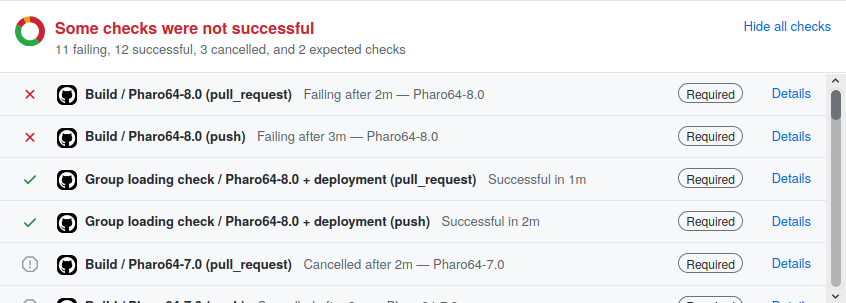 Some checks were not successful
Hide all checks
11 failing, 12 successful, 3 cancelled, and 2 expected checks
Build / Pharo64-8.0 (pull_request) Failing after 2m — Pharo64-8.0 Required Details
Build / Pharo64-8.0 (push) Failing after 3m — Pharo64-8.0 Required Details
Group loading check / Pharo64-8.0 + deployment (pull_request) Successful in 1m Required Details
Group loading check / Pharo64-8.0 + deployment (push) Successful in 2m Required Details
Build / Pharo64-7.0 (pull_request) Cancelled after 2m — Pharo64-7.0 Required Details